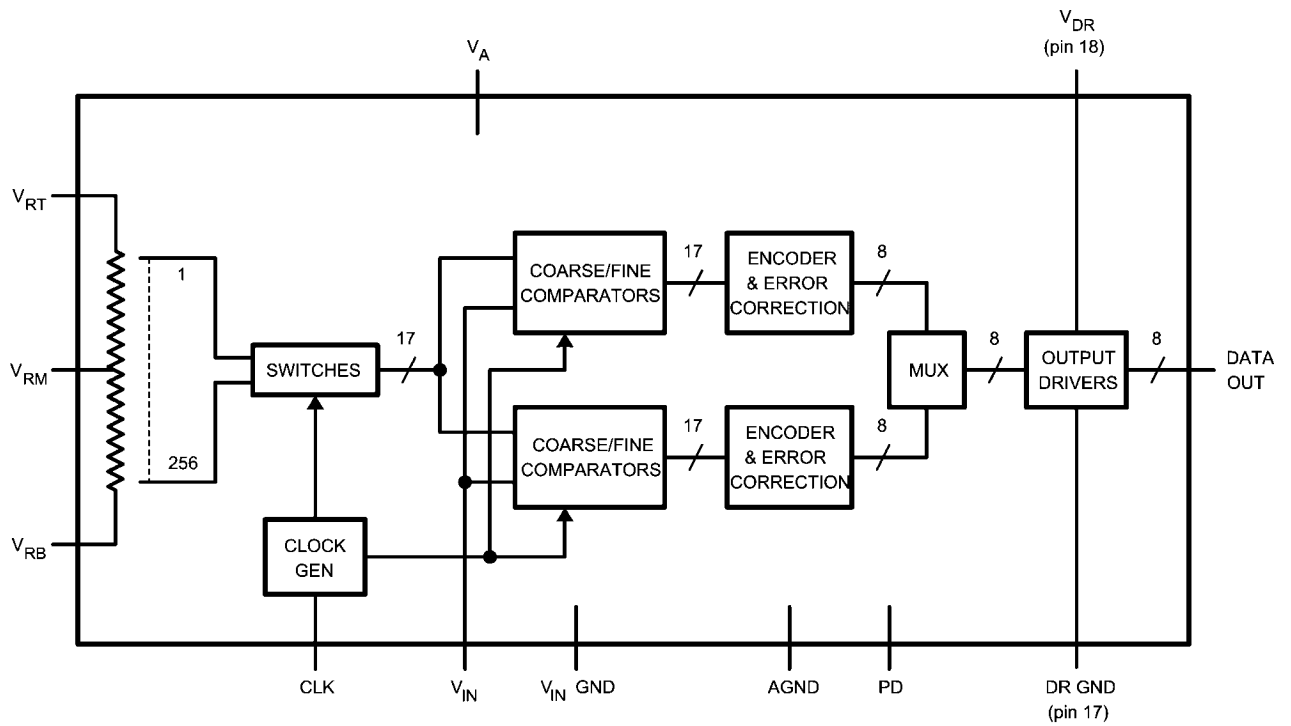 V_DR
(pin 18)
V_A
V_RT
1
17
8
COARSE/FINE
COMPARATORS
ENCODER
& ERROR
CORRECTION
17
8
8
V_RM
SWITCHES
MUX
OUTPUT
DRIVERS
DATA
OUT
256
17
8
COARSE/FINE
COMPARATORS
ENCODER
& ERROR
CORRECTION
V_RB
CLOCK
GEN
CLK
V_IN
V_IN GND
AGND
PD
DR GND
(pin 17)